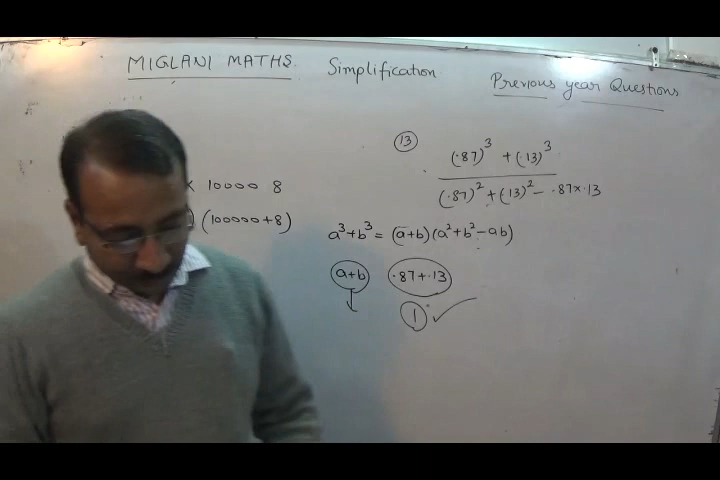 MIGLANI MATHS. Simplification Previous year Questions
(13) (.87)³ + (.13)³
(.87)² + (.13)² - .87×.13
× 10000 8
) (100000+8)
a³+b³ = (a+b)(a²+b²-ab)
a+b .87+.13
↓ 1 ✓